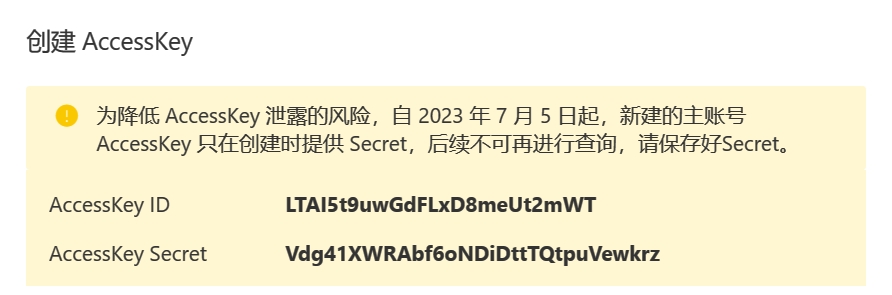 创建 AccessKey
为降低 AccessKey 泄露的风险，自 2023 年 7 月 5 日起，新建的主账号
AccessKey 只在创建时提供 Secret，后续不可再进行查询，请保存好Secret。
AccessKey ID LTAI5t9uwGdFLxD8meUt2mWT
AccessKey Secret Vdg41XWRAbf6oNDiDttTQtpuVewkrz